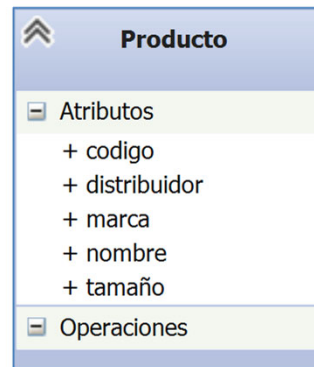 Producto
Atributos
+ codigo
+ distribuidor
+ marca
+ nombre
+ tamaño
Operaciones